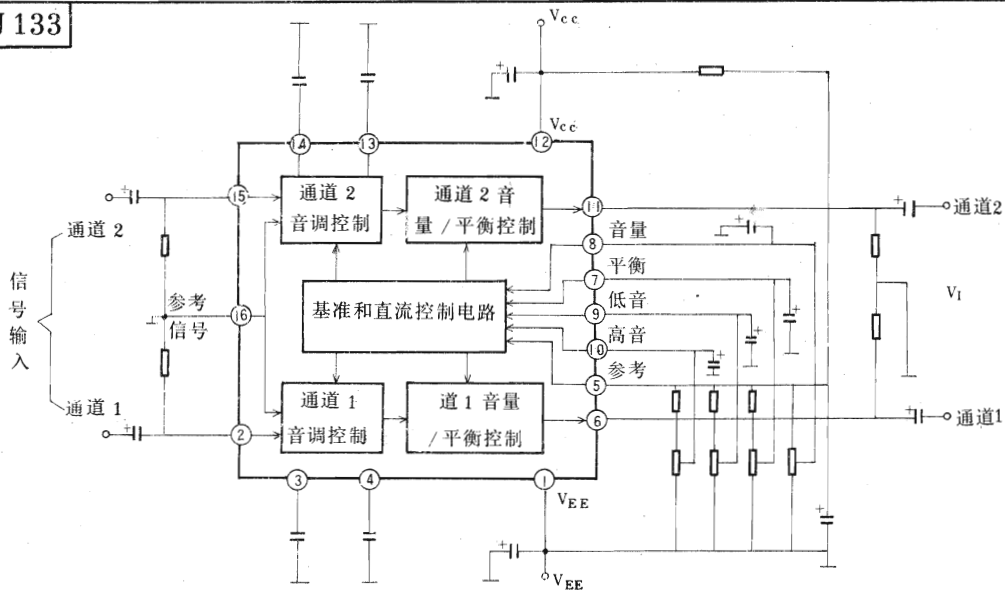 133
Vcc
14
13
Vcc
12
15
通道 2
音调控制
通道 2 音
量/平衡控制
11
通道2
8
音量
通道 2
7
平衡
信号输入
参考
信号
16
基准和直流控制电路
9
低音
V_I
10
高音
5
参考
通道 1
通道 1
音调控制
道 1 音量
/平衡控制
6
通道1
2
3
4
1
V_EE
V_EE